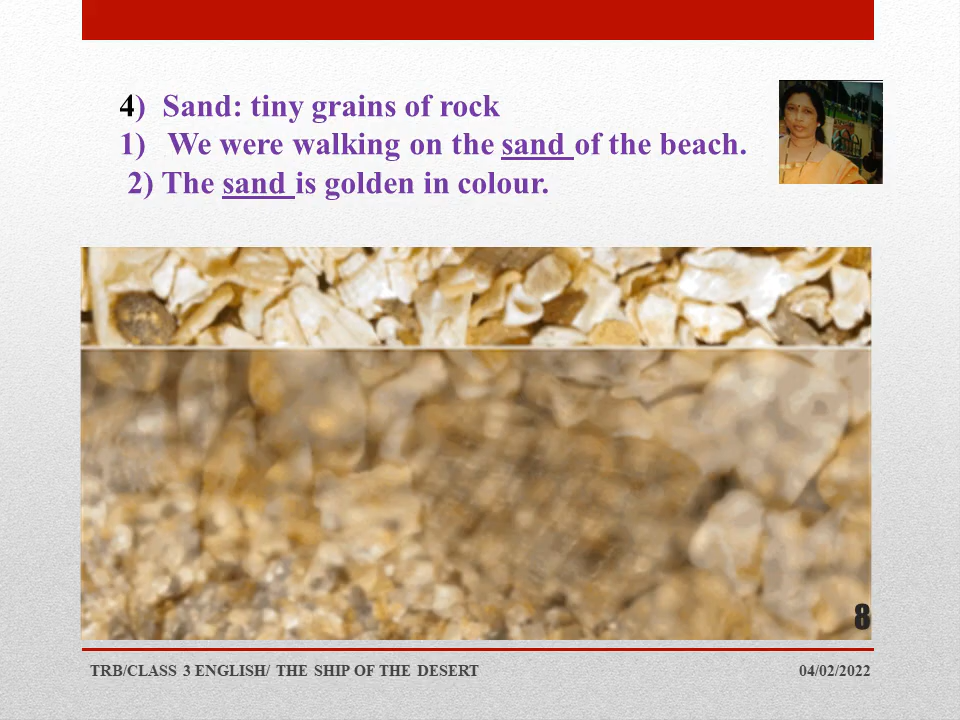 4) Sand: tiny grains of rock
1) We were walking on the sand of the beach.
2) The sand is golden in colour.
8
TRB/CLASS 3 ENGLISH/ THE SHIP OF THE DESERT 04/02/2022